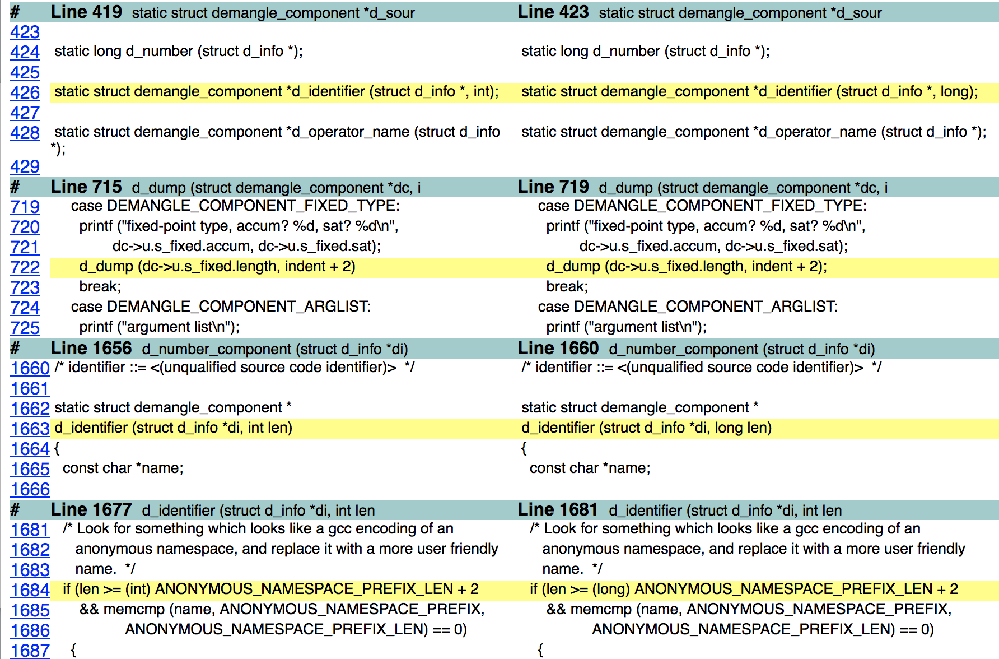 # Line 419 static struct demangle_component *d_sour Line 423 static struct demangle_component *d_sour
423
424 static long d_number (struct d_info *); static long d_number (struct d_info *);
425
426 static struct demangle_component *d_identifier (struct d_info *, int); static struct demangle_component *d_identifier (struct d_info *, long);
427
428 static struct demangle_component *d_operator_name (struct d_info static struct demangle_component *d_operator_name (struct d_info *);
*);
429
# Line 715 d_dump (struct demangle_component *dc, i Line 719 d_dump (struct demangle_component *dc, i
719 case DEMANGLE_COMPONENT_FIXED_TYPE: case DEMANGLE_COMPONENT_FIXED_TYPE:
720 printf ("fixed-point type, accum? %d, sat? %d\n", printf ("fixed-point type, accum? %d, sat? %d\n",
721 dc->u.s_fixed.accum, dc->u.s_fixed.sat); dc->u.s_fixed.accum, dc->u.s_fixed.sat);
722 d_dump (dc->u.s_fixed.length, indent + 2) d_dump (dc->u.s_fixed.length, indent + 2);
723 break; break;
724 case DEMANGLE_COMPONENT_ARGLIST: case DEMANGLE_COMPONENT_ARGLIST:
725 printf ("argument list\n"); printf ("argument list\n");
# Line 1656 d_number_component (struct d_info *di) Line 1660 d_number_component (struct d_info *di)
1660 /* identifier ::= <(unqualified source code identifier)> */ /* identifier ::= <(unqualified source code identifier)> */
1661
1662 static struct demangle_component * static struct demangle_component *
1663 d_identifier (struct d_info *di, int len) d_identifier (struct d_info *di, long len)
1664 { {
1665 const char *name; const char *name;
1666
# Line 1677 d_identifier (struct d_info *di, int len Line 1681 d_identifier (struct d_info *di, int len
1681 /* Look for something which looks like a gcc encoding of an /* Look for something which looks like a gcc encoding of an
1682 anonymous namespace, and replace it with a more user friendly anonymous namespace, and replace it with a more user friendly
1683 name. */ name. */
1684 if (len >= (int) ANONYMOUS_NAMESPACE_PREFIX_LEN + 2 if (len >= (long) ANONYMOUS_NAMESPACE_PREFIX_LEN + 2
1685 && memcmp (name, ANONYMOUS_NAMESPACE_PREFIX, && memcmp (name, ANONYMOUS_NAMESPACE_PREFIX,
1686 ANONYMOUS_NAMESPACE_PREFIX_LEN) == 0) ANONYMOUS_NAMESPACE_PREFIX_LEN) == 0)
1687 { {